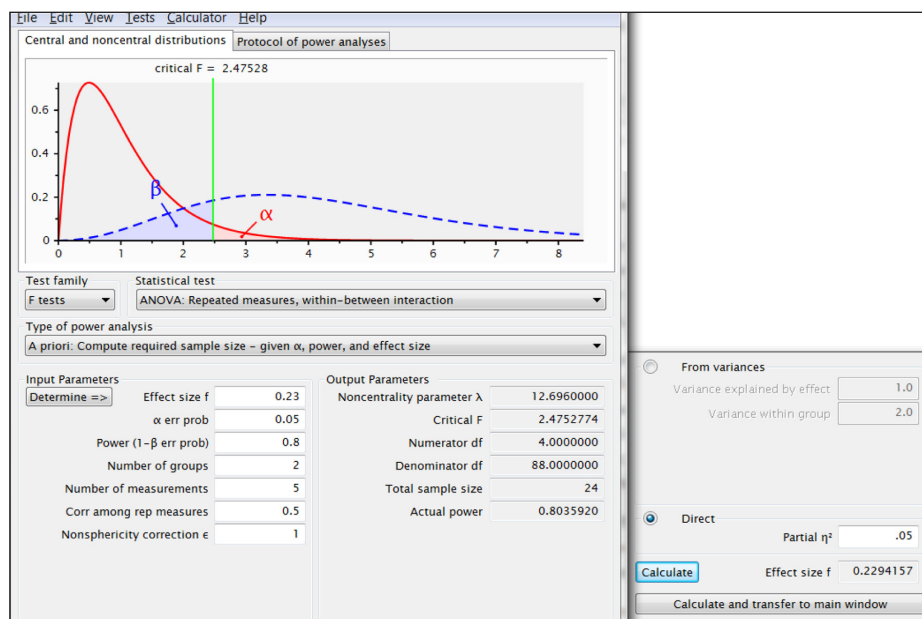 File Edit View Tests Calculator Help
Central and noncentral distributions Protocol of power analyses
critical F = 2.47528
0.6
0.4
0.2
0
β
α
0 1 2 3 4 5 6 7 8
Test family Statistical test
F tests ANOVA: Repeated measures, within-between interaction
Type of power analysis
A priori: Compute required sample size - given α, power, and effect size
Input Parameters
Determine => Effect size f 0.23
α err prob 0.05
Power (1-β err prob) 0.8
Number of groups 2
Number of measurements 5
Corr among rep measures 0.5
Nonsphericity correction ϵ 1
Output Parameters
Noncentrality parameter λ 12.6960000
Critical F 2.4752774
Numerator df 4.0000000
Denominator df 88.0000000
Total sample size 24
Actual power 0.8035920
From variances
Variance explained by effect 1.0
Variance within group 2.0
Direct
Partial η² .05
Calculate Effect size f 0.2294157
Calculate and transfer to main window